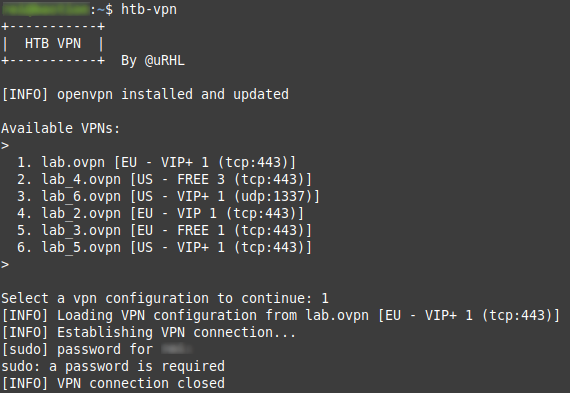 :~$ htb-vpn
+-----------+
|  HTB VPN  |
+-----------+  By @uRHL
[INFO] openvpn installed and updated
Available VPNs:
>
1. lab.ovpn [EU - VIP+ 1 (tcp:443)]
2. lab_4.ovpn [US - FREE 3 (tcp:443)]
3. lab_6.ovpn [US - VIP+ 1 (udp:1337)]
4. lab_2.ovpn [EU - VIP 1 (tcp:443)]
5. lab_3.ovpn [EU - FREE 1 (tcp:443)]
6. lab_5.ovpn [US - VIP+ 1 (tcp:443)]
>
Select a vpn configuration to continue: 1
[INFO] Loading VPN configuration from lab.ovpn [EU - VIP+ 1 (tcp:443)]
[INFO] Establishing VPN connection...
[sudo] password for
sudo: a password is required
[INFO] VPN connection closed